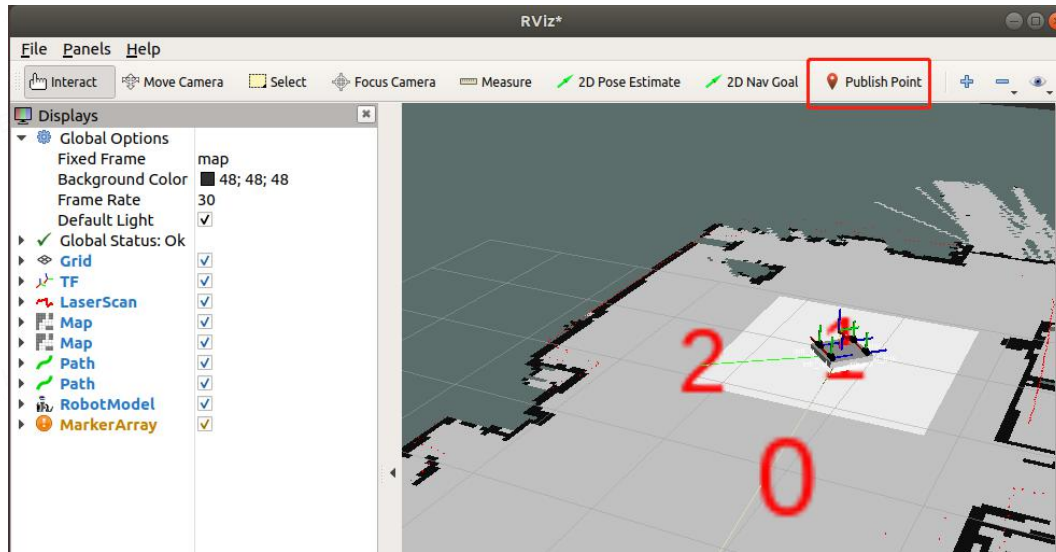 RViz*
File Panels Help
Interact Move Camera Select Focus Camera Measure 2D Pose Estimate 2D Nav Goal Publish Point
Displays
Global Options
Fixed Frame map
Background Color 48; 48; 48
Frame Rate 30
Default Light
Global Status: Ok
Grid
TF
LaserScan
Map
Map
Path
Path
RobotModel
MarkerArray
1
2
0